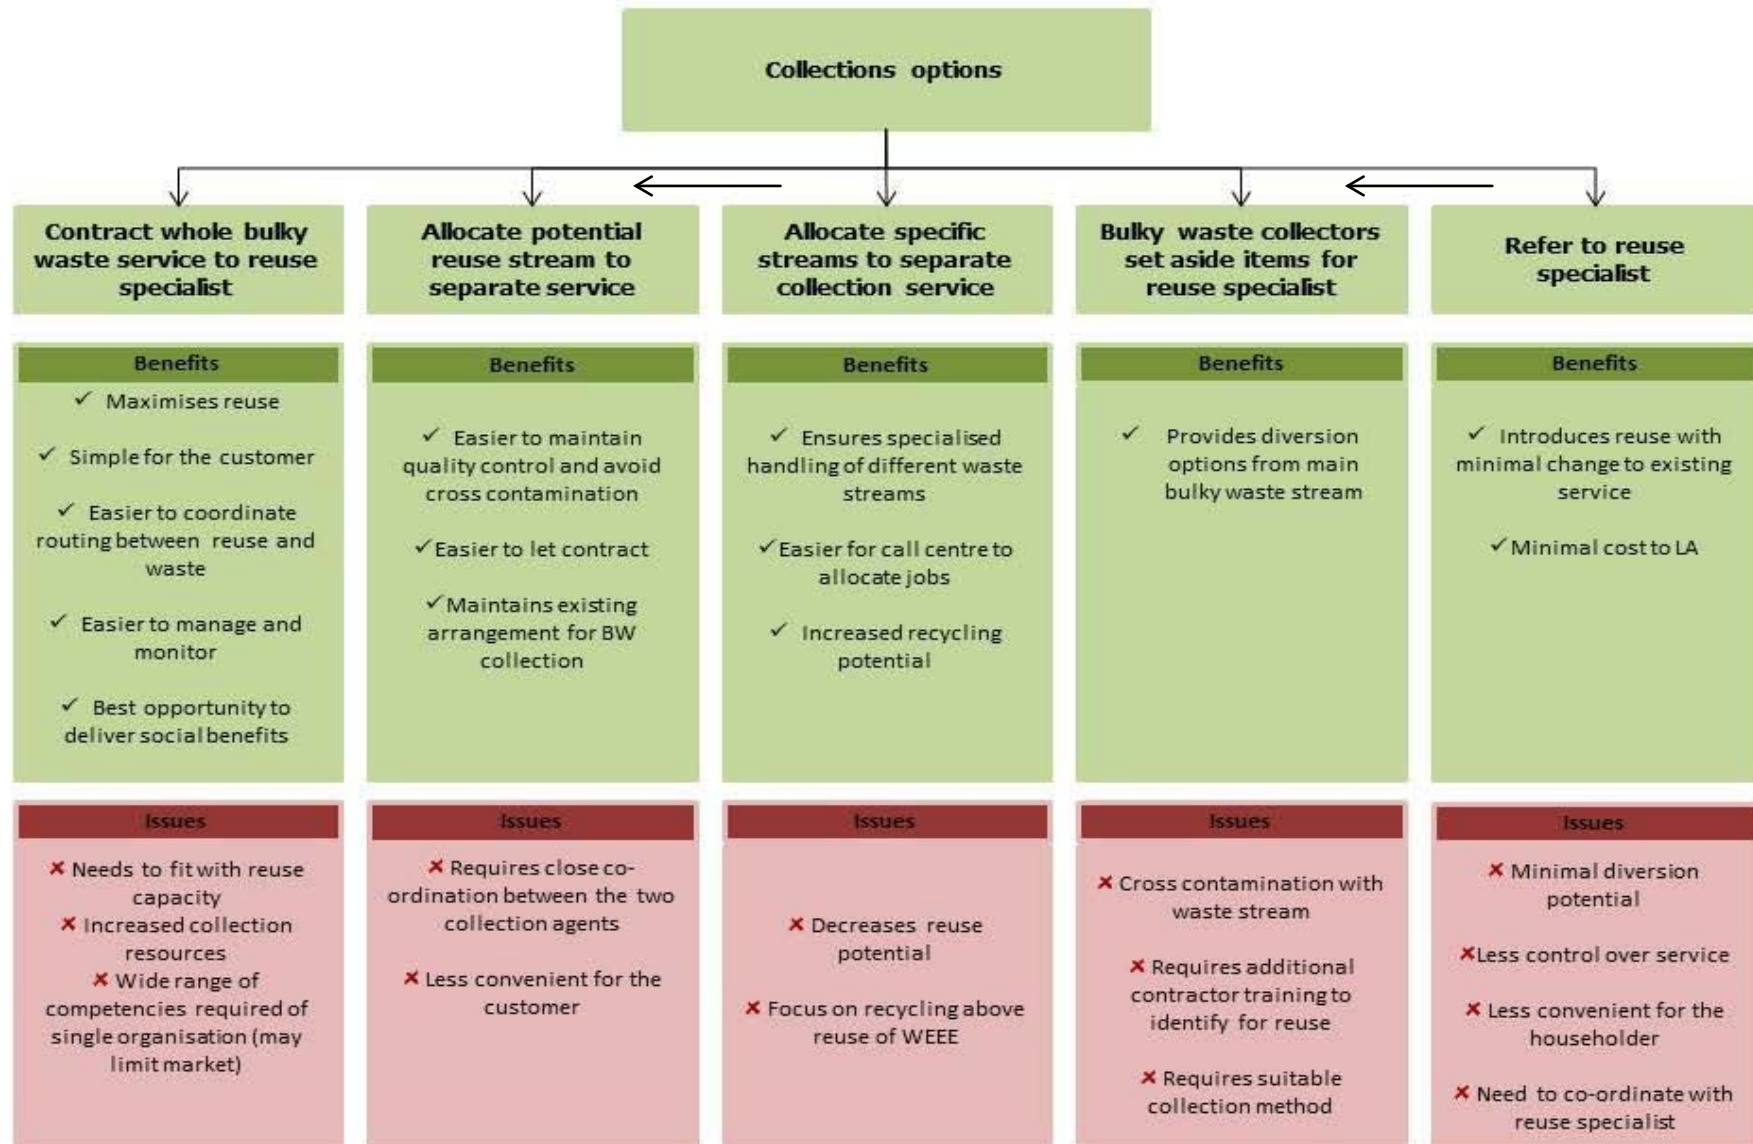 Collections options
Contract whole bulky
waste service to reuse
specialist
Benefits
✓ Maximises reuse
✓ Simple for the customer
✓ Easier to coordinate
routing between reuse and
waste
✓ Easier to manage and
monitor
✓ Best opportunity to
deliver social benefits
Issues
✗ Needs to fit with reuse
capacity
✗ Increased collection
resources
✗ Wide range of
competencies required of
single organisation (may
limit market)
Allocate potential
reuse stream to
separate service
Benefits
✓ Easier to maintain
quality control and avoid
cross contamination
✓Easier to let contract
✓Maintains existing
arrangement for BW
collection
Issues
✗ Requires close co-
ordination between the two
collection agents
✗ Less convenient for the
customer
Allocate specific
streams to separate
collection service
Benefits
✓ Ensures specialised
handling of different waste
streams
✓Easier for call centre to
allocate jobs
✓ Increased recycling
potential
Issues
✗ Decreases reuse
potential
✗ Focus on recycling above
reuse of WEEE
Bulky waste collectors
set aside items for
reuse specialist
Benefits
✓ Provides diversion
options from main
bulky waste stream
Issues
✗ Cross contamination with
waste stream
✗ Requires additional
contractor training to
identify for reuse
✗ Requires suitable
collection method
Refer to reuse
specialist
Benefits
✓ Introduces reuse with
minimal change to existing
service
✓Minimal cost to LA
Issues
✗ Minimal diversion
potential
✗Less control over service
✗ Less convenient for the
householder
✗ Need to co-ordinate with
reuse specialist